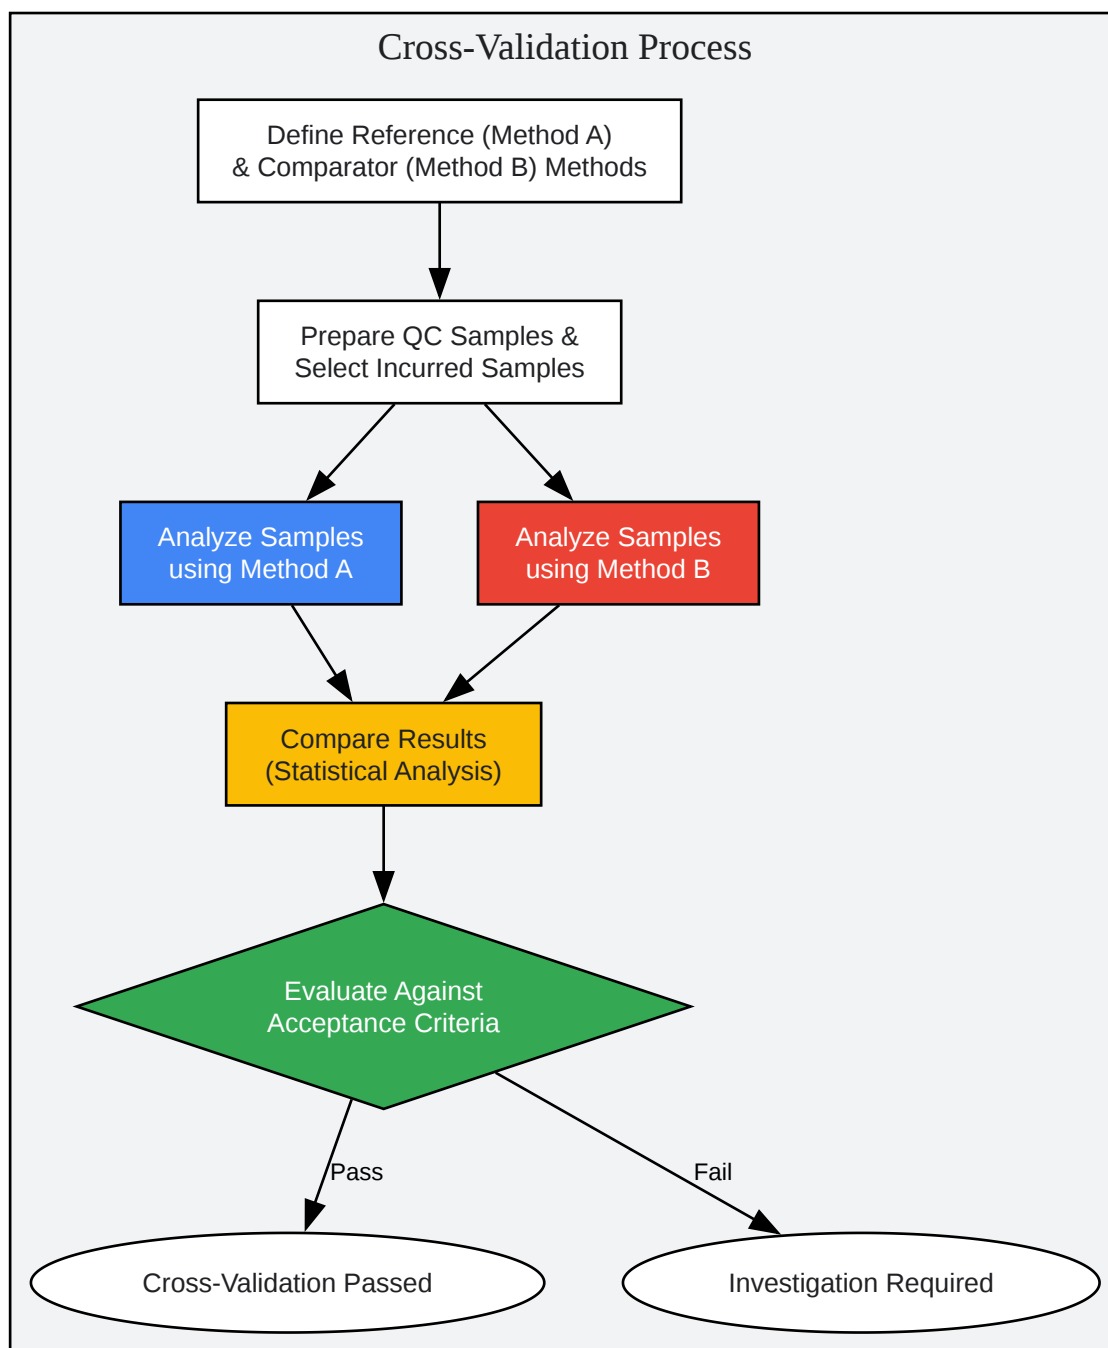 Cross-Validation Process
Define Reference (Method A)
& Comparator (Method B) Methods
Prepare QC Samples &
Select Incurred Samples
Analyze Samples
using Method A
Analyze Samples
using Method B
Compare Results
(Statistical Analysis)
Evaluate Against
Acceptance Criteria
Pass
Fail
Cross-Validation Passed
Investigation Required